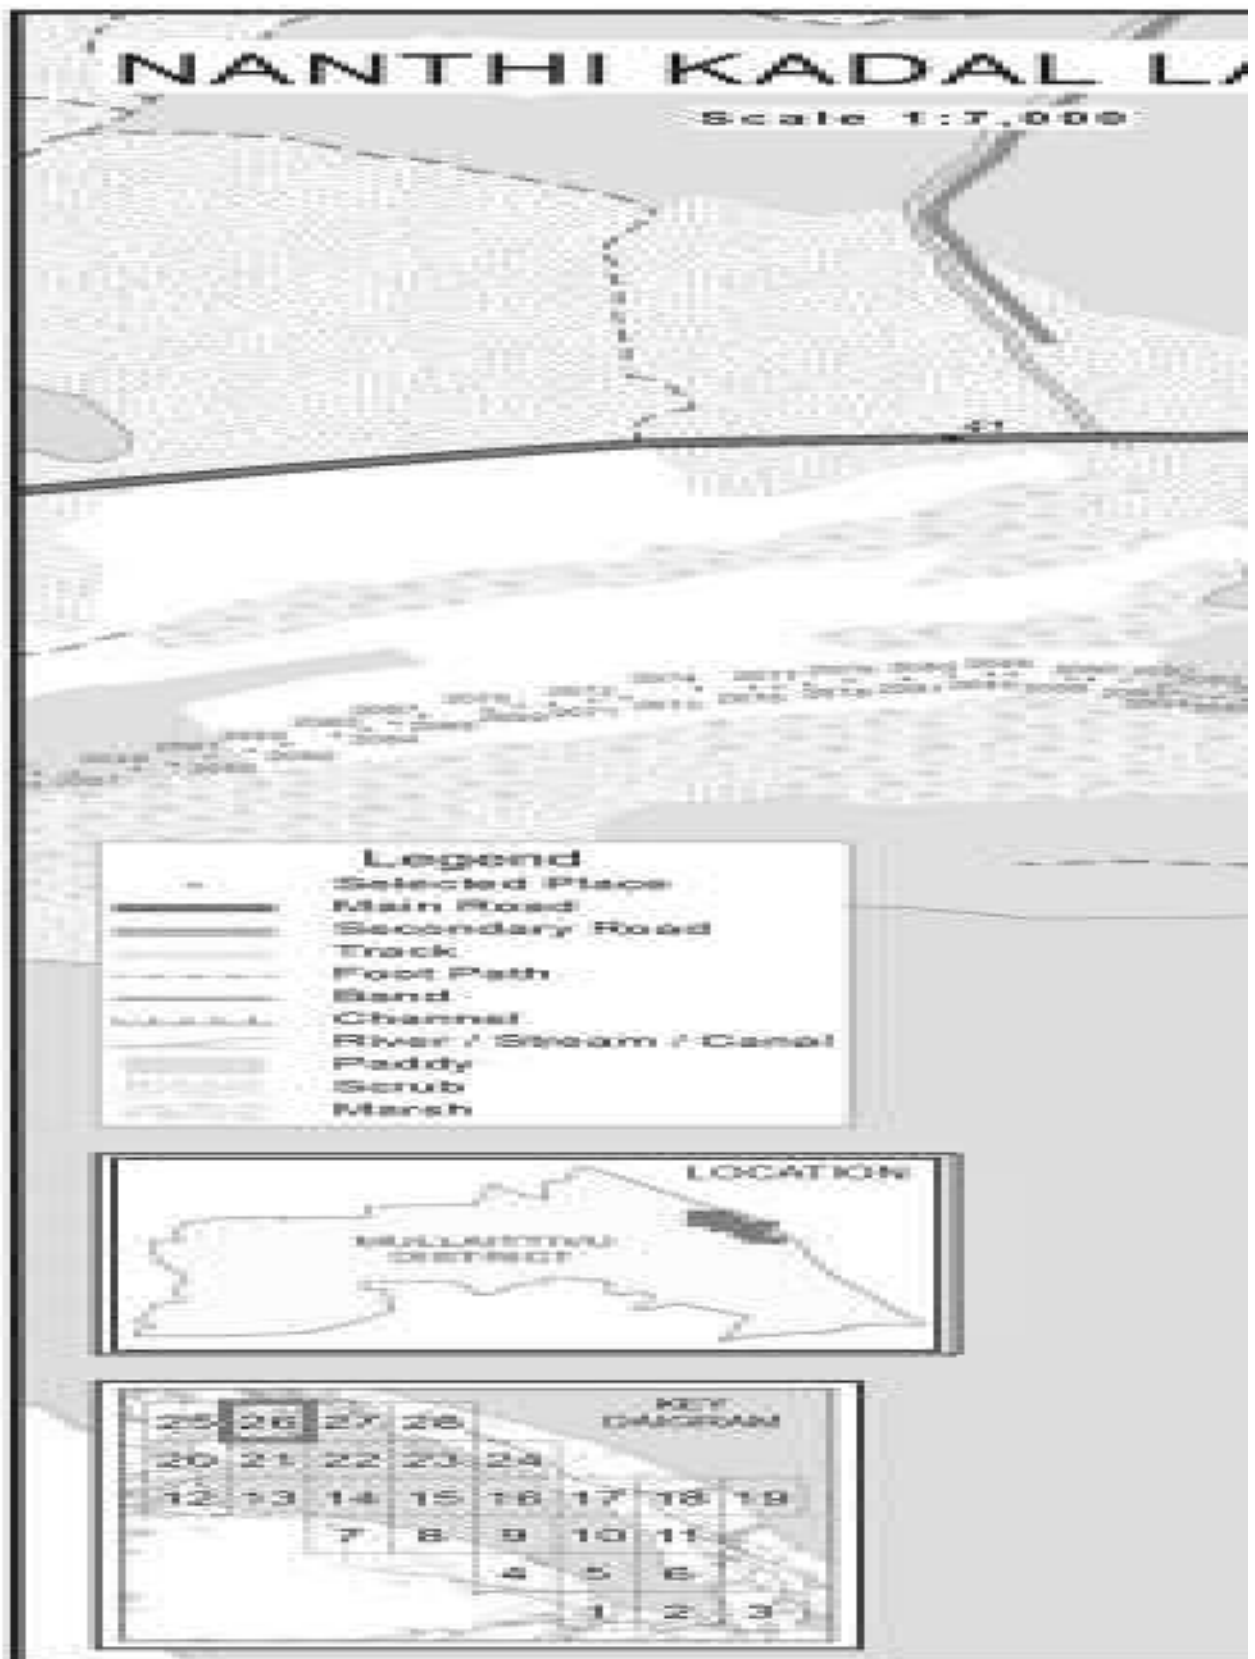 NANTHI KADAL LA
Scale 1:7,000
Legend
Selected Place
Main Road
Secondary Road
Track
Foot Path
Bund
Channel
River / Stream / Canal
Paddy
Scrub
Marsh
LOCATION
MULLAITIVU
DISTRICT
KEY
DAIGRAM
25 26 27 28
20 21 22 23 24
12 13 14 15 16 17 18 19
7 8 9 10 11
4 5 6
1 2 3